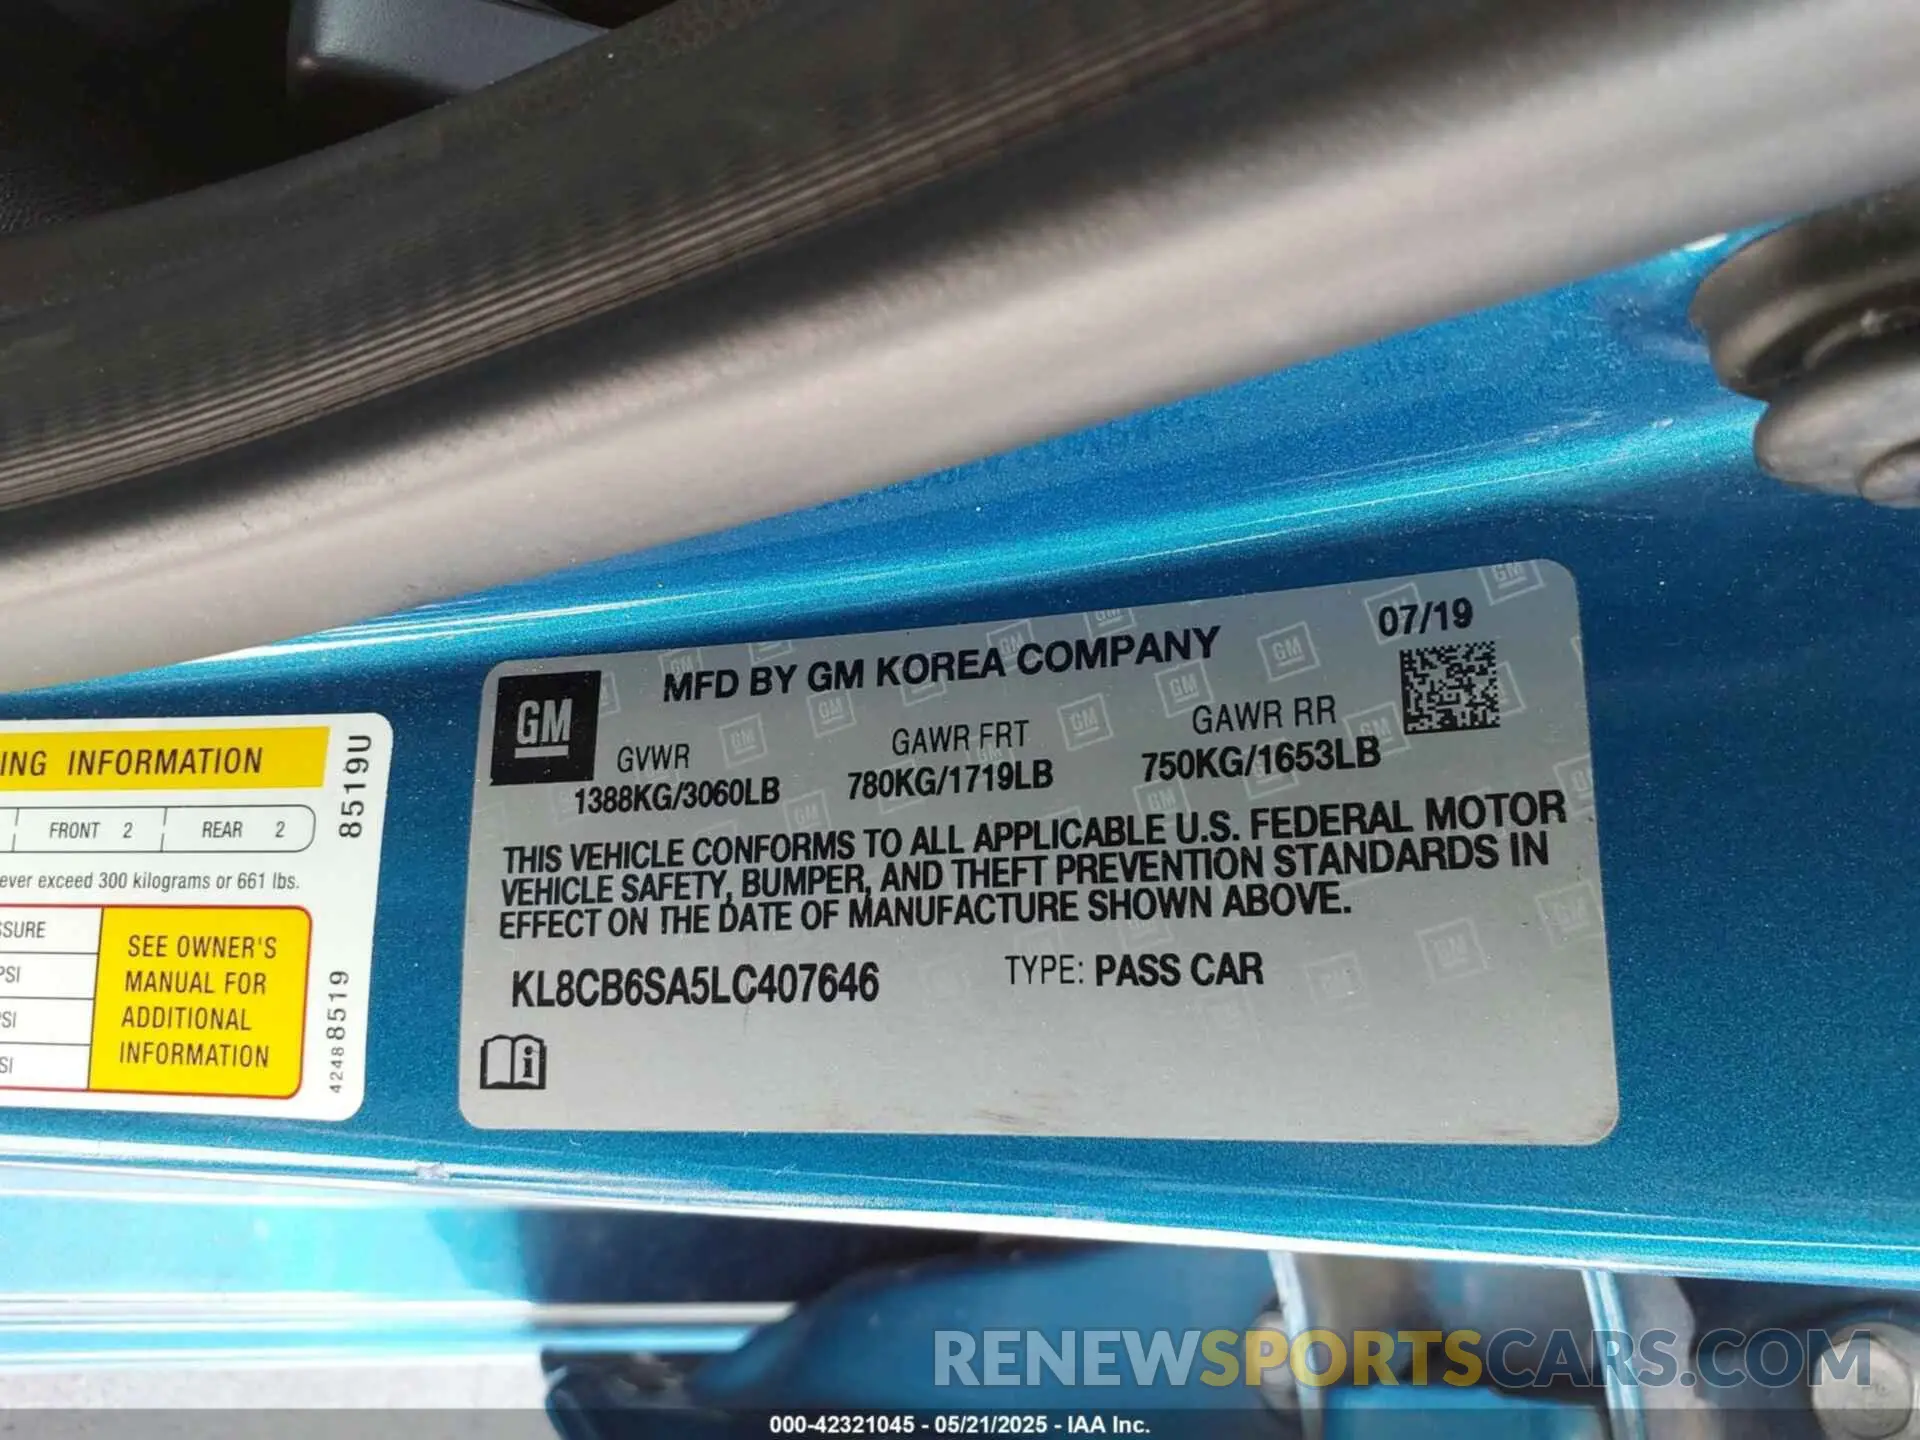 07/19
GM
MFD BY GM KOREA COMPANY
GVWR GAWR FRT GAWR RR
1388KG/3060LB 780KG/1719LB 750KG/1653LB
THIS VEHICLE CONFORMS TO ALL APPLICABLE U.S. FEDERAL MOTOR
VEHICLE SAFETY, BUMPER, AND THEFT PREVENTION STANDARDS IN
EFFECT ON THE DATE OF MANUFACTURE SHOWN ABOVE.
KL8CB6SA5LC407646 TYPE: PASS CAR
i
ING INFORMATION
FRONT 2 REAR 2
ever exceed 300 kilograms or 661 lbs.
SSURE
PSI
PSI
SI
SEE OWNER'S
MANUAL FOR
ADDITIONAL
INFORMATION
8519U
42488519
RENEWSPORTSCARS.COM
000-42321045 - 05/21/2025 - IAA Inc.